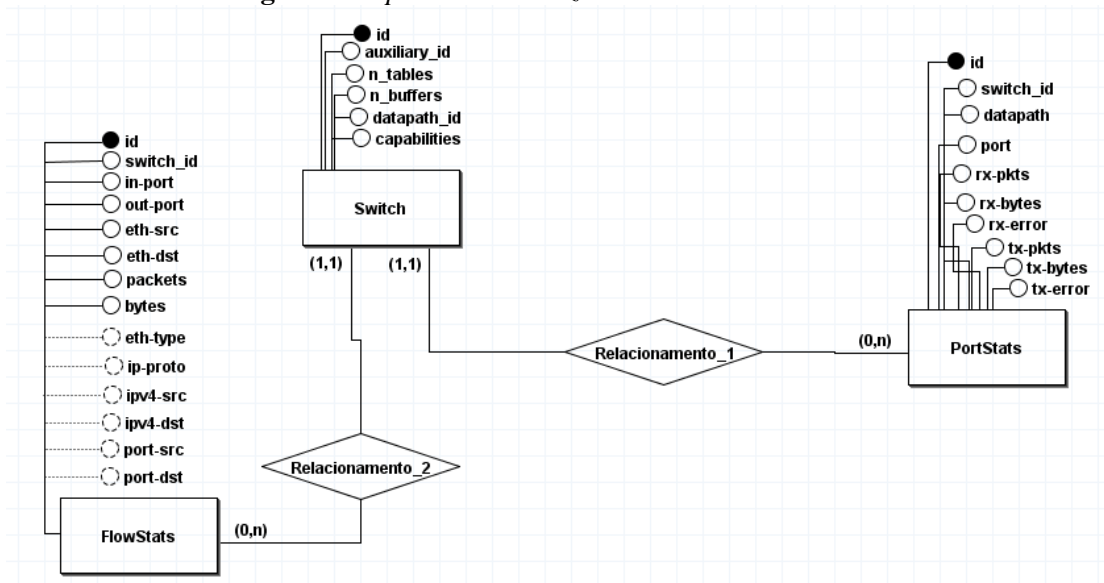 id
auxiliary_id
n_tables
n_buffers
datapath_id
capabilities
Switch
(1,1)
(1,1)
id
switch_id
in-port
out-port
eth-src
eth-dst
packets
bytes
eth-type
ip-proto
ipv4-src
ipv4-dst
port-src
port-dst
FlowStats
(0,n)
Relacionamento_2
Relacionamento_1
(0,n)
id
switch_id
datapath
port
rx-pkts
rx-bytes
rx-error
tx-pkts
tx-bytes
tx-error
PortStats